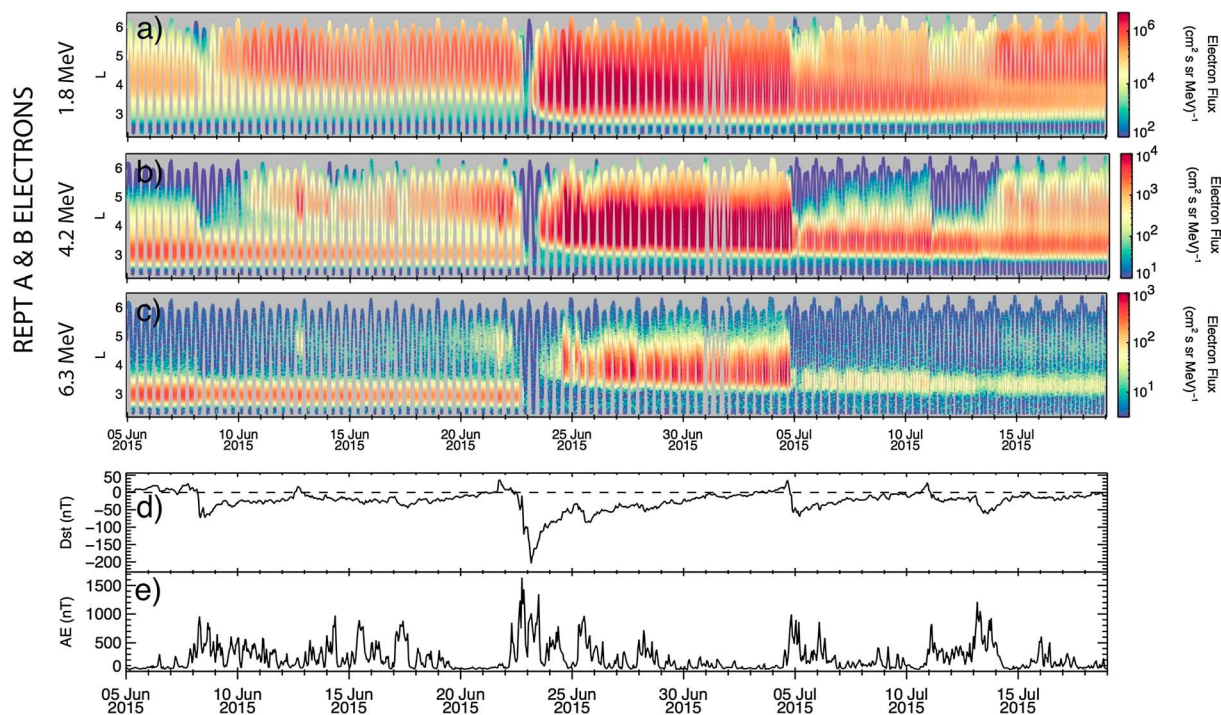 REPT A & B ELECTRONS
a)
1.8 MeV
L
6
5
4
3
10⁶
10⁴
10²
Electron Flux
(cm² s sr MeV)⁻¹
b)
4.2 MeV
L
6
5
4
3
10⁴
10³
10²
10¹
Electron Flux
(cm² s sr MeV)⁻¹
c)
6.3 MeV
L
6
5
4
3
10³
10²
10¹
Electron Flux
(cm² s sr MeV)⁻¹
05 Jun 10 Jun 15 Jun 20 Jun 25 Jun 30 Jun 05 Jul 10 Jul 15 Jul
2015 2015 2015 2015 2015 2015 2015 2015 2015
d)
Dst (nT)
50
0
−50
−100
−150
−200
e)
AE (nT)
1500
1000
500
0
05 Jun 10 Jun 15 Jun 20 Jun 25 Jun 30 Jun 05 Jul 10 Jul 15 Jul
2015 2015 2015 2015 2015 2015 2015 2015 2015